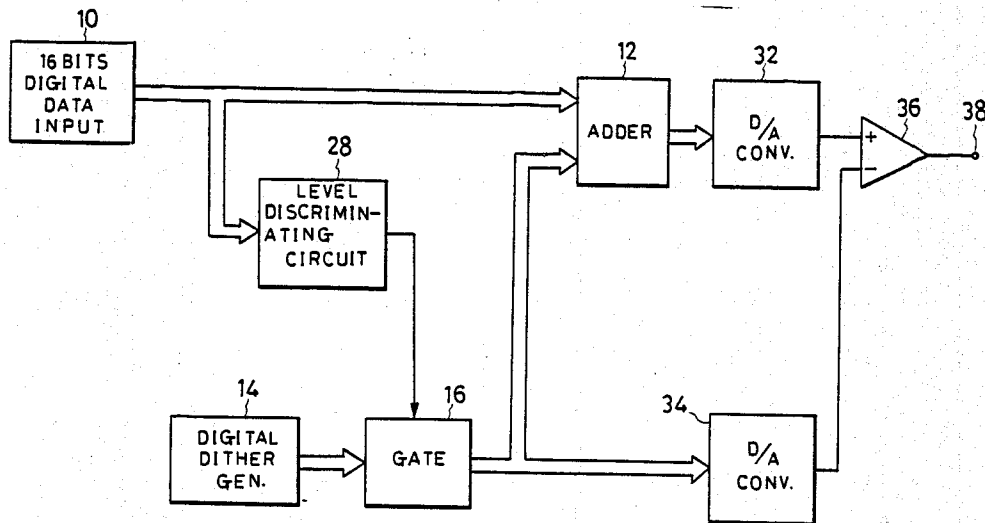 10
16 BITS
DIGITAL
DATA
INPUT
12
ADDER
32
D/A
CONV.
36
+
−
38
28
LEVEL
DISCRIMIN-
ATING
CIRCUIT
14
DIGITAL
DITHER
GEN.
16
GATE
34
D/A
CONV.